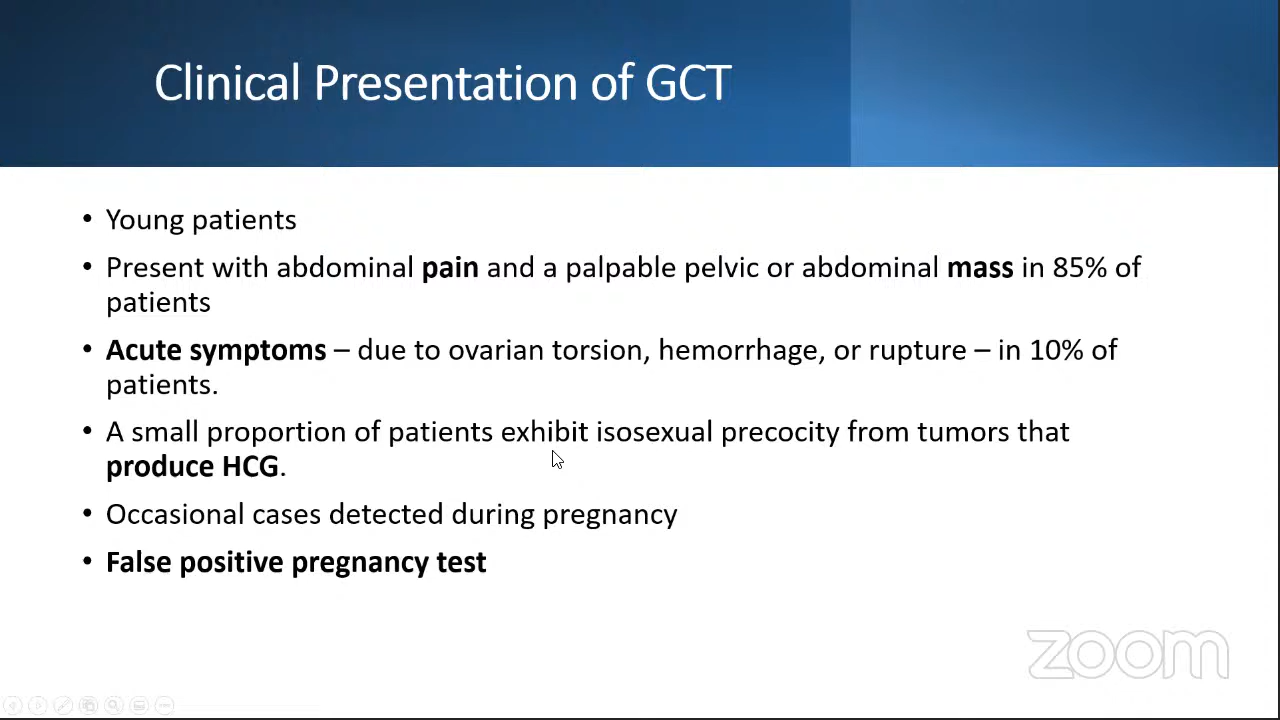 Clinical Presentation of GCT
• Young patients
• Present with abdominal pain and a palpable pelvic or abdominal mass in 85% of
patients
• Acute symptoms – due to ovarian torsion, hemorrhage, or rupture – in 10% of
patients.
• A small proportion of patients exhibit isosexual precocity from tumors that
produce HCG.
• Occasional cases detected during pregnancy
• False positive pregnancy test
zoom